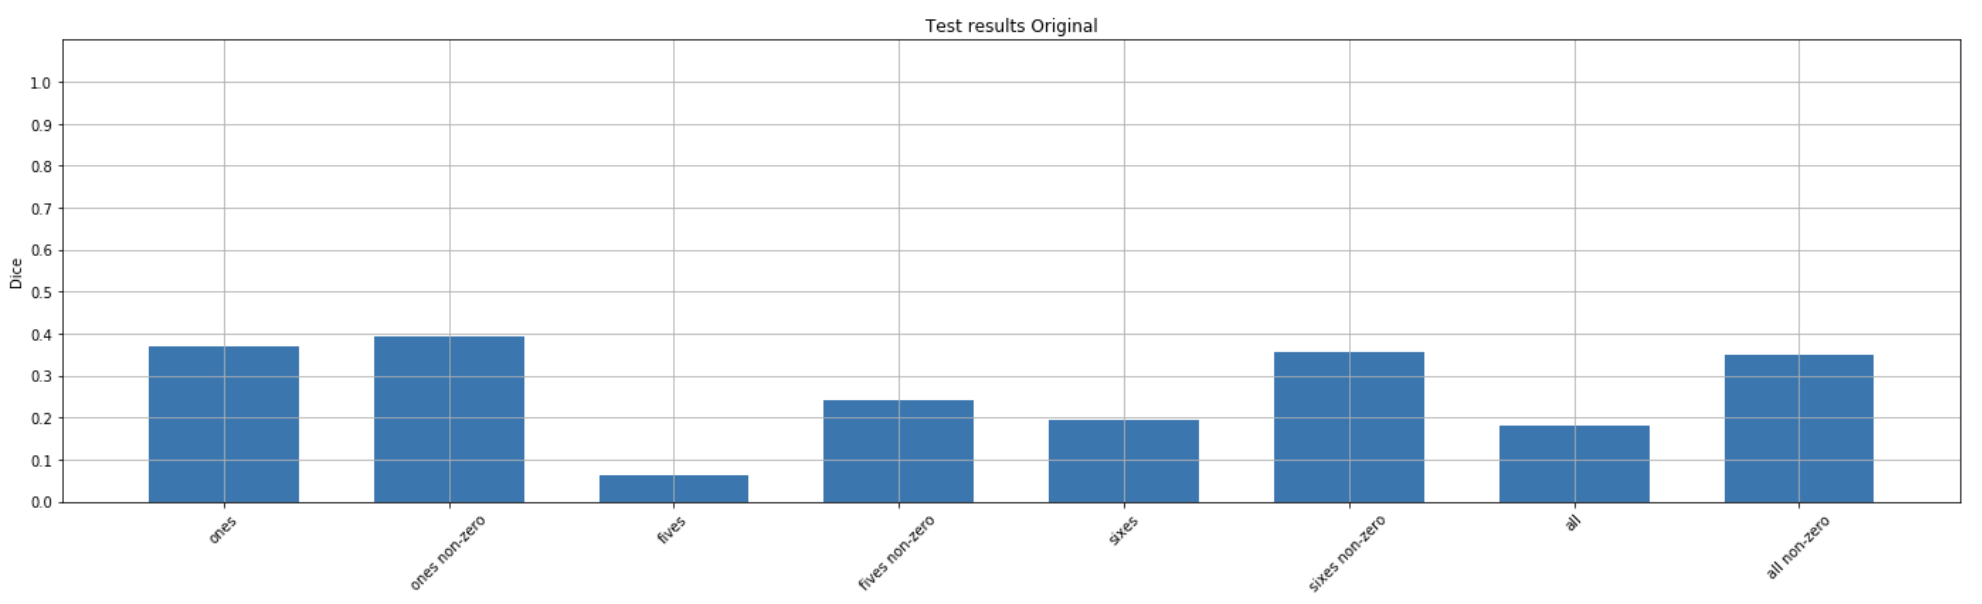 Test results Original
1.0
0.9
0.8
0.7
0.6
0.5
0.4
0.3
0.2
0.1
0.0
Dice
ones
ones non-zero
fives
fives non-zero
sixes
sixes non-zero
all
all non-zero